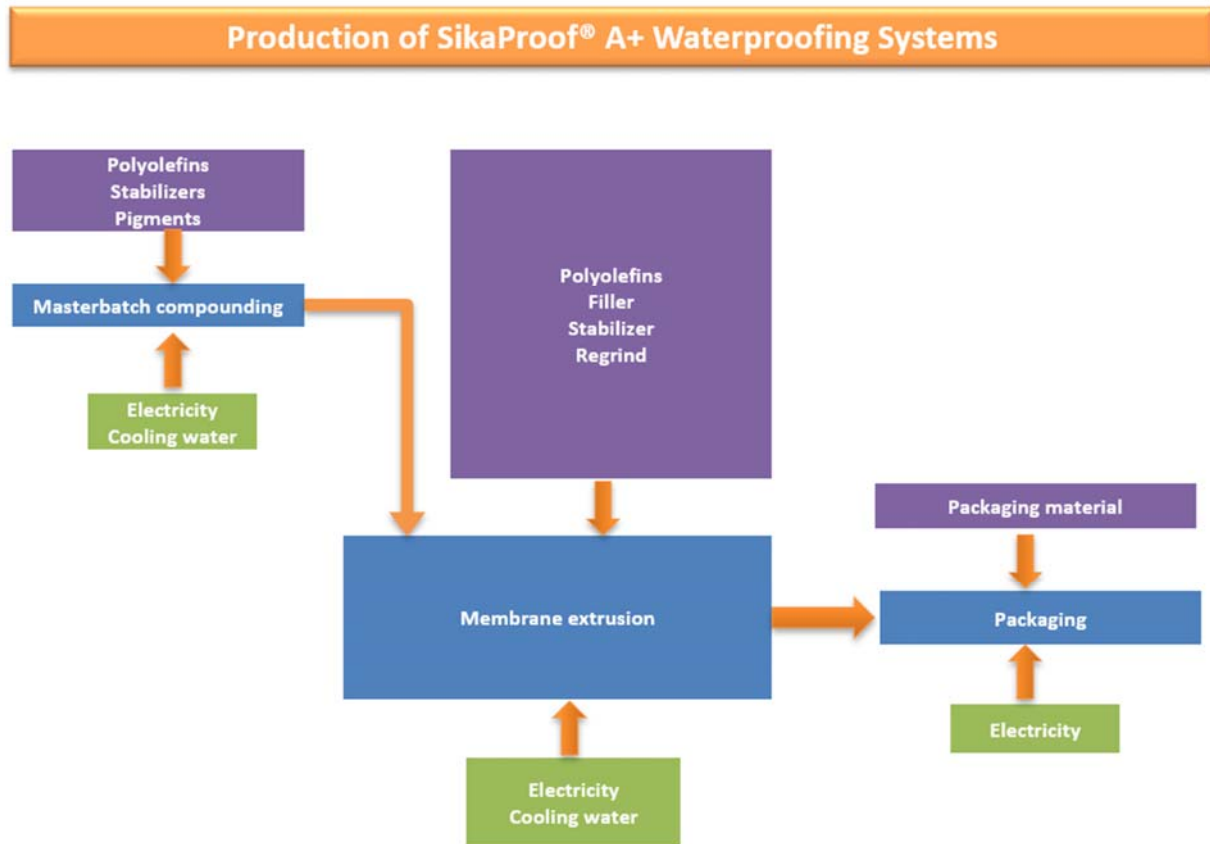 Production of SikaProof® A+ Waterproofing Systems
Polyolefins
Stabilizers
Pigments
Masterbatch compounding
Electricity
Cooling water
Polyolefins
Filler
Stabilizer
Regrind
Membrane extrusion
Electricity
Cooling water
Packaging material
Packaging
Electricity